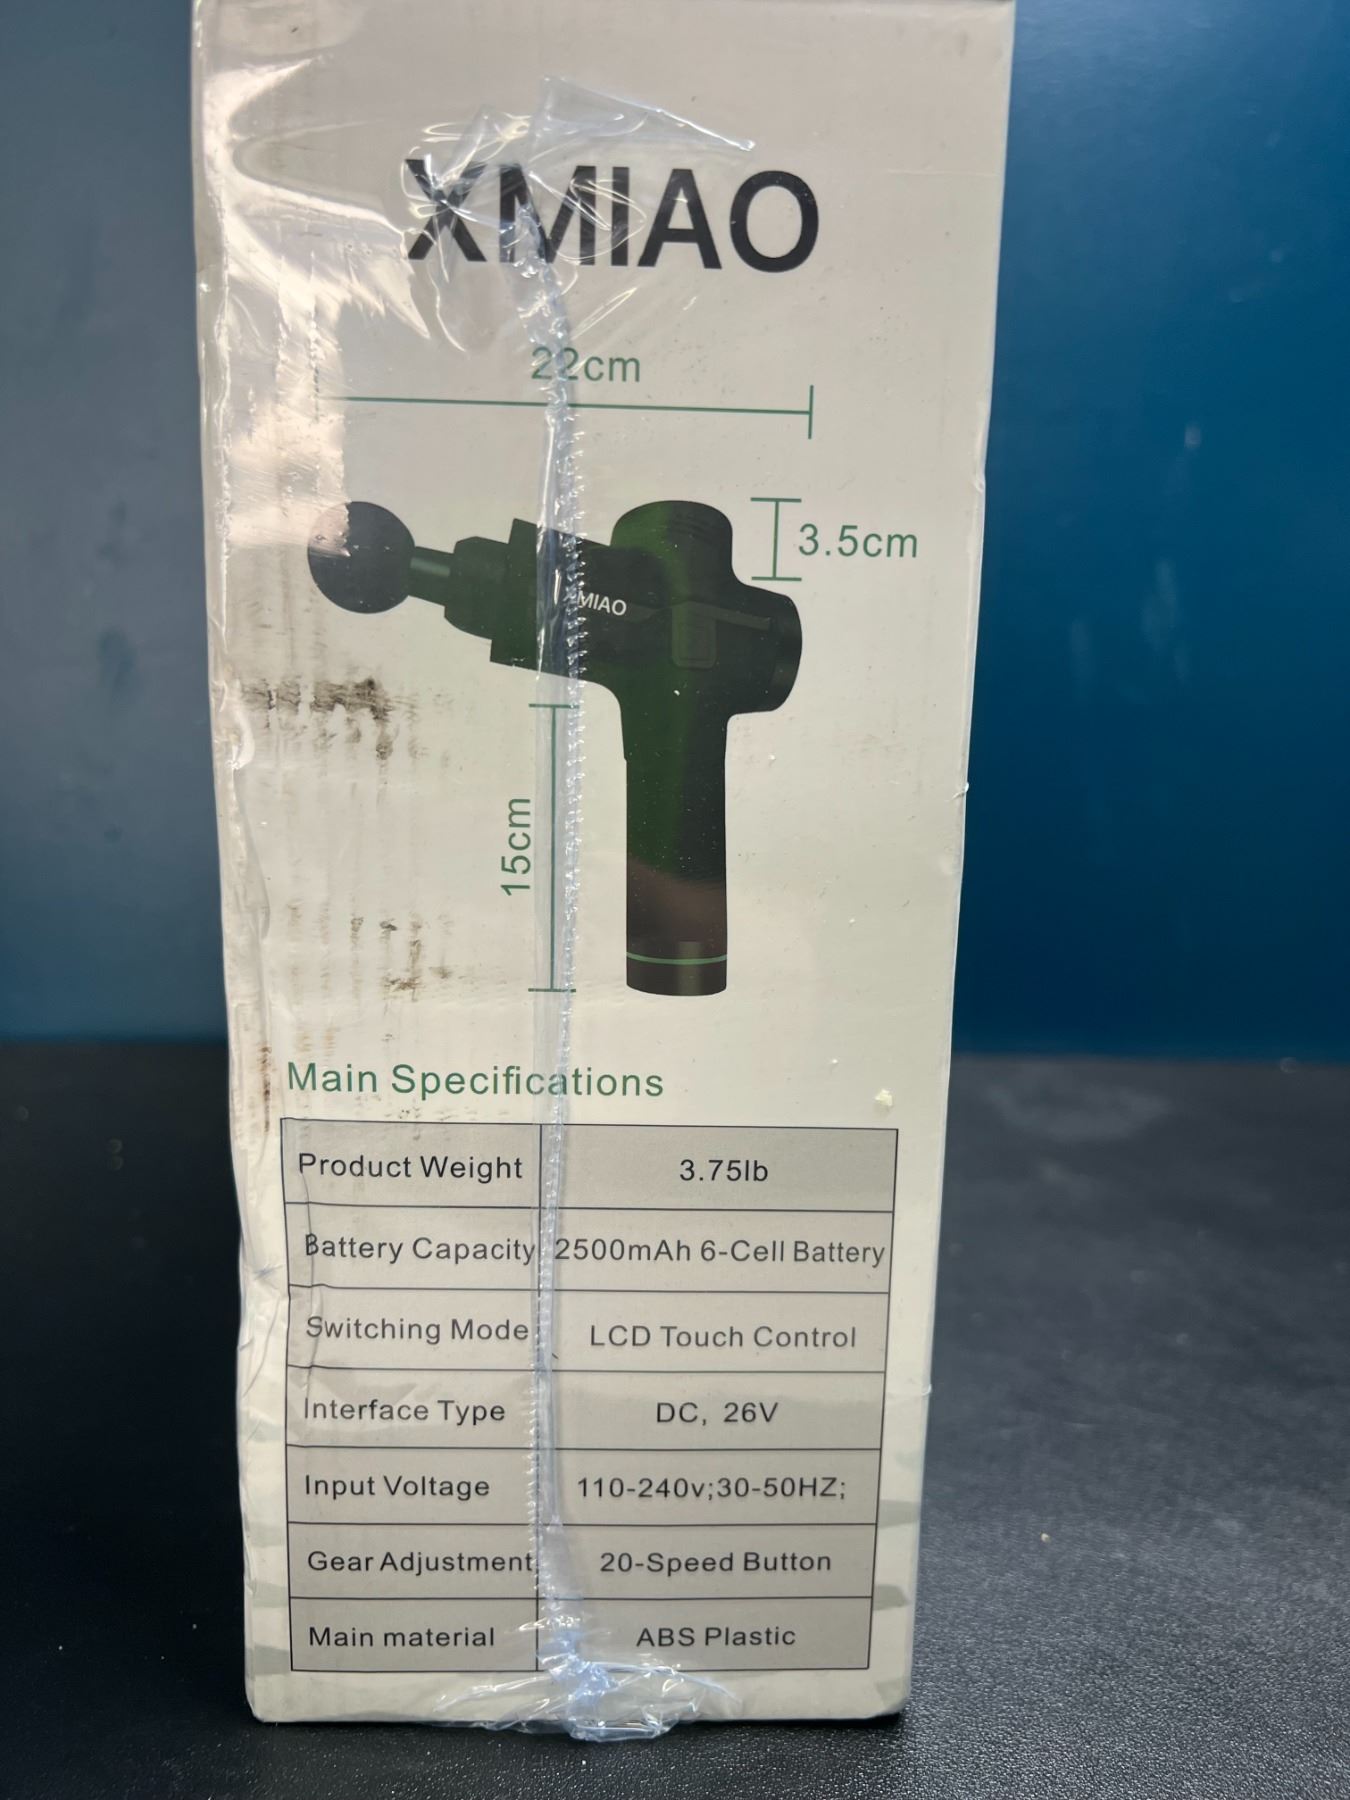 XMIAO
22cm
3.5cm
XMIAO
15cm
Main Specifications
Product Weight 3.75lb
Battery Capacity 2500mAh 6-Cell Battery
Switching Mode LCD Touch Control
Interface Type DC, 26V
Input Voltage 110-240v;30-50HZ;
Gear Adjustment 20-Speed Button
Main material ABS Plastic